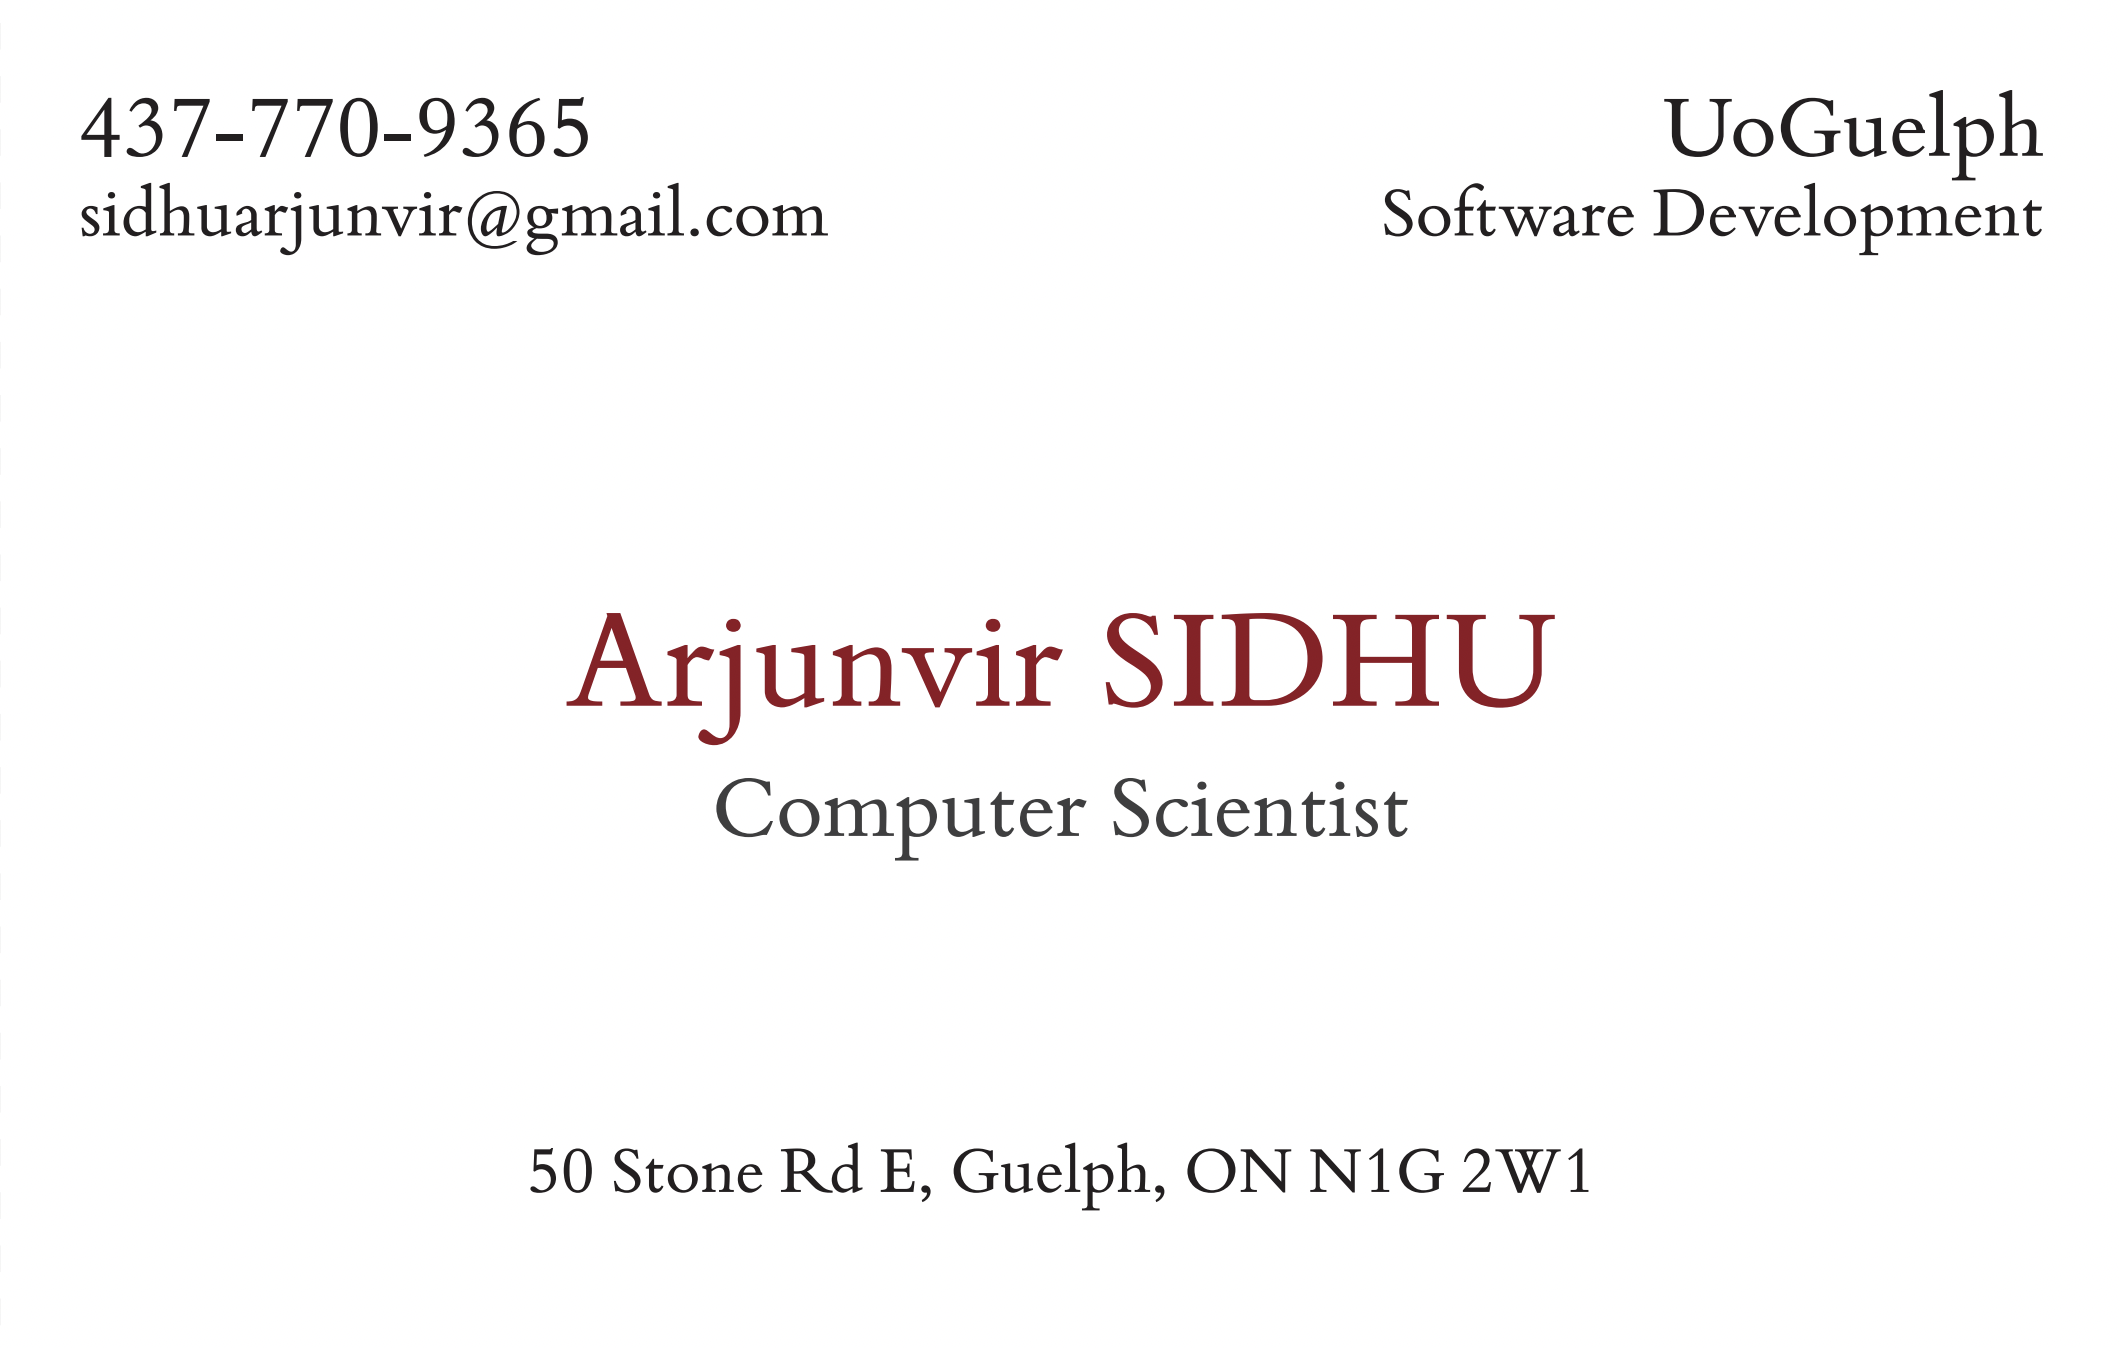 437-770-9365
sidhuarjunvir@gmail.com
UoGuelph
Software Development
Arjunvir SIDHU
Computer Scientist
50 Stone Rd E, Guelph, ON N1G 2W1